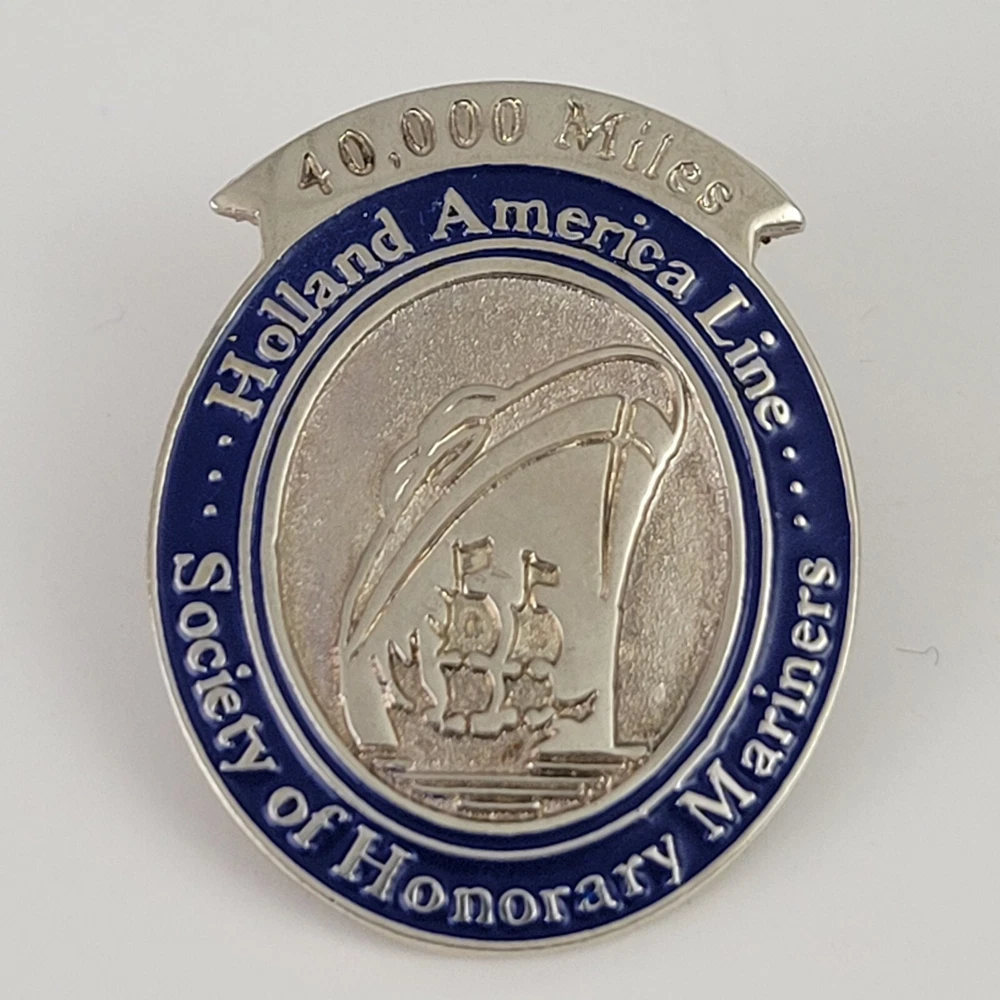 40,000 Miles
Holland America Line
Society of Honorary Mariners